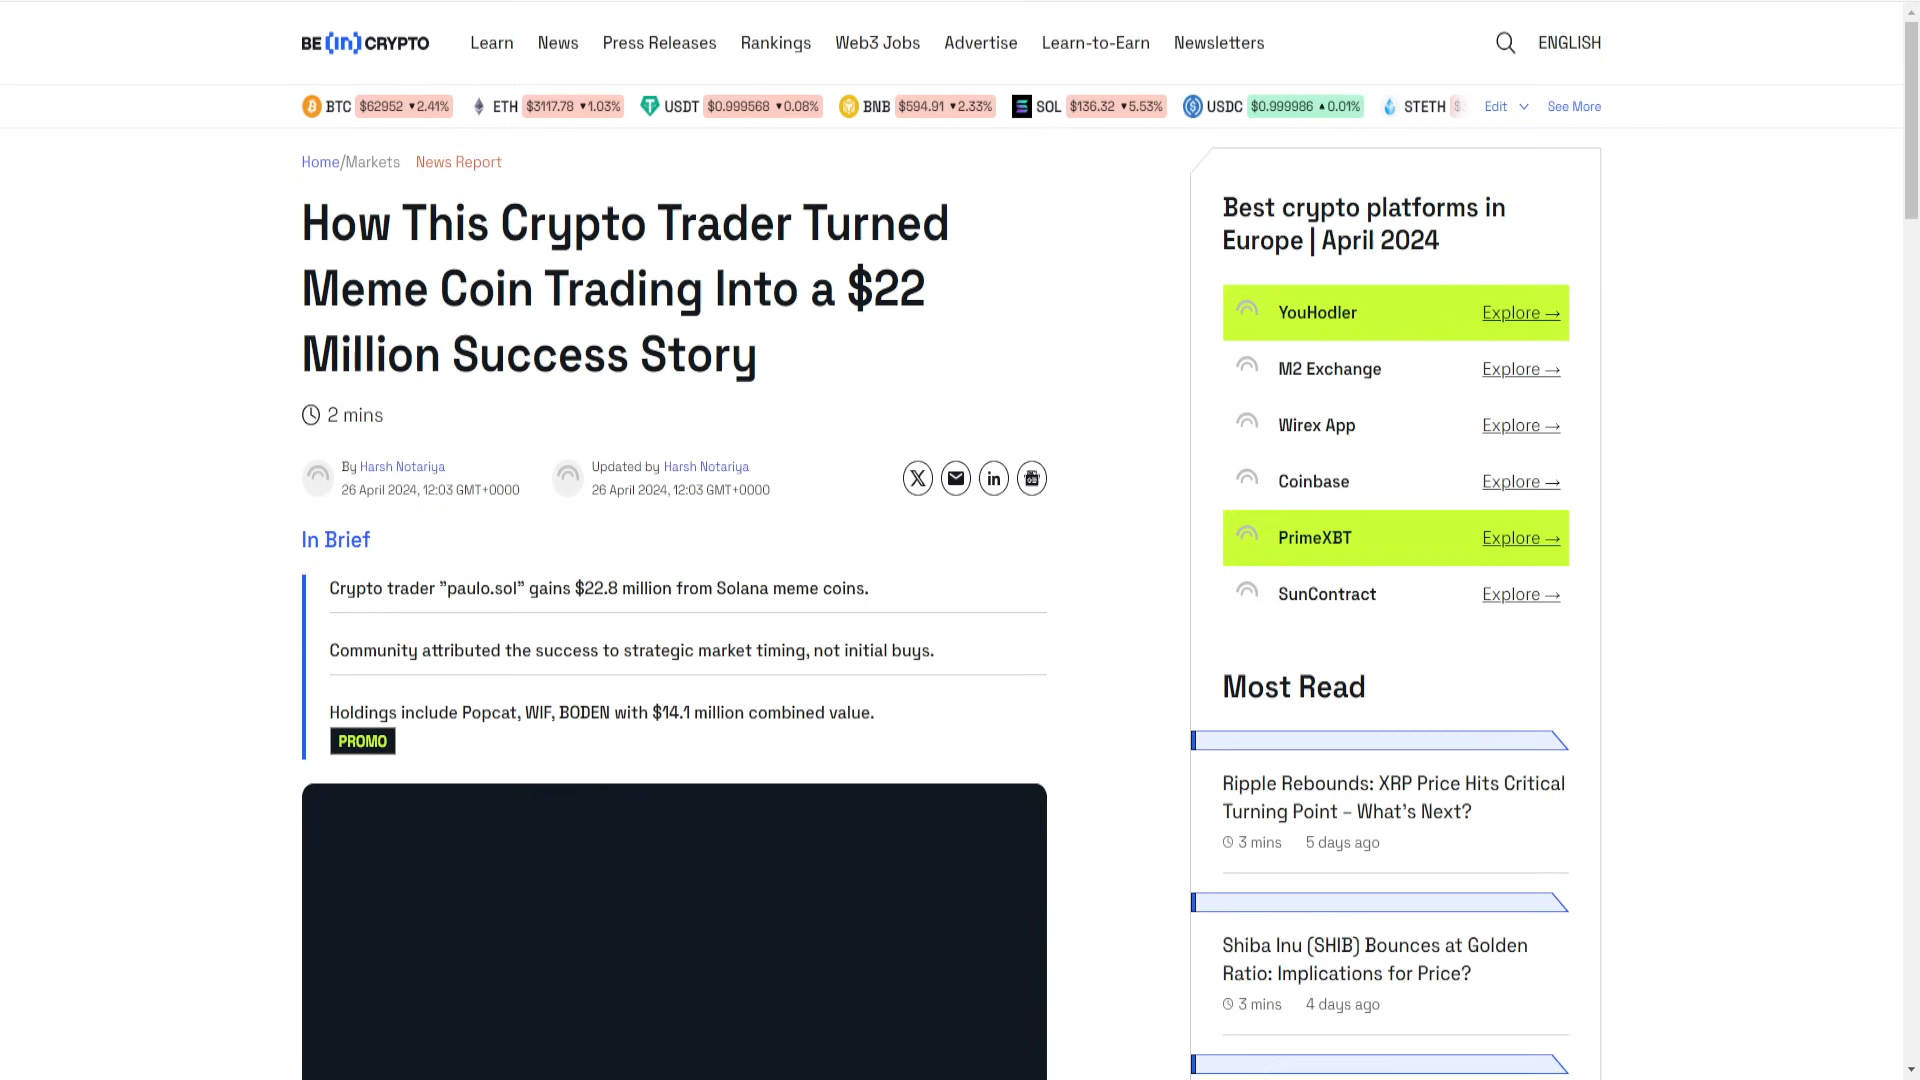 BE[in]CRYPTO Learn News Press Releases Rankings Web3 Jobs Advertise Learn-to-Earn Newsletters ENGLISH
BTC $62952 ▾2.41% ETH $3117.78 ▾1.03% USDT $0.999568 ▾0.08% BNB $594.91 ▾2.33% SOL $136.32 ▾5.53% USDC $0.999986 ▴0.01% STETH Edit See More
Home/Markets News Report
How This Crypto Trader Turned
Meme Coin Trading Into a $22
Million Success Story
2 mins
By Harsh Notariya
26 April 2024, 12:03 GMT+0000
Updated by Harsh Notariya
26 April 2024, 12:03 GMT+0000
In Brief
Crypto trader ”paulo.sol” gains $22.8 million from Solana meme coins.
Community attributed the success to strategic market timing, not initial buys.
Holdings include Popcat, WIF, BODEN with $14.1 million combined value.
PROMO
Best crypto platforms in
Europe | April 2024
YouHodler Explore →
M2 Exchange Explore →
Wirex App Explore →
Coinbase Explore →
PrimeXBT Explore →
SunContract Explore →
Most Read
Ripple Rebounds: XRP Price Hits Critical
Turning Point – What’s Next?
3 mins 5 days ago
Shiba Inu (SHIB) Bounces at Golden
Ratio: Implications for Price?
3 mins 4 days ago